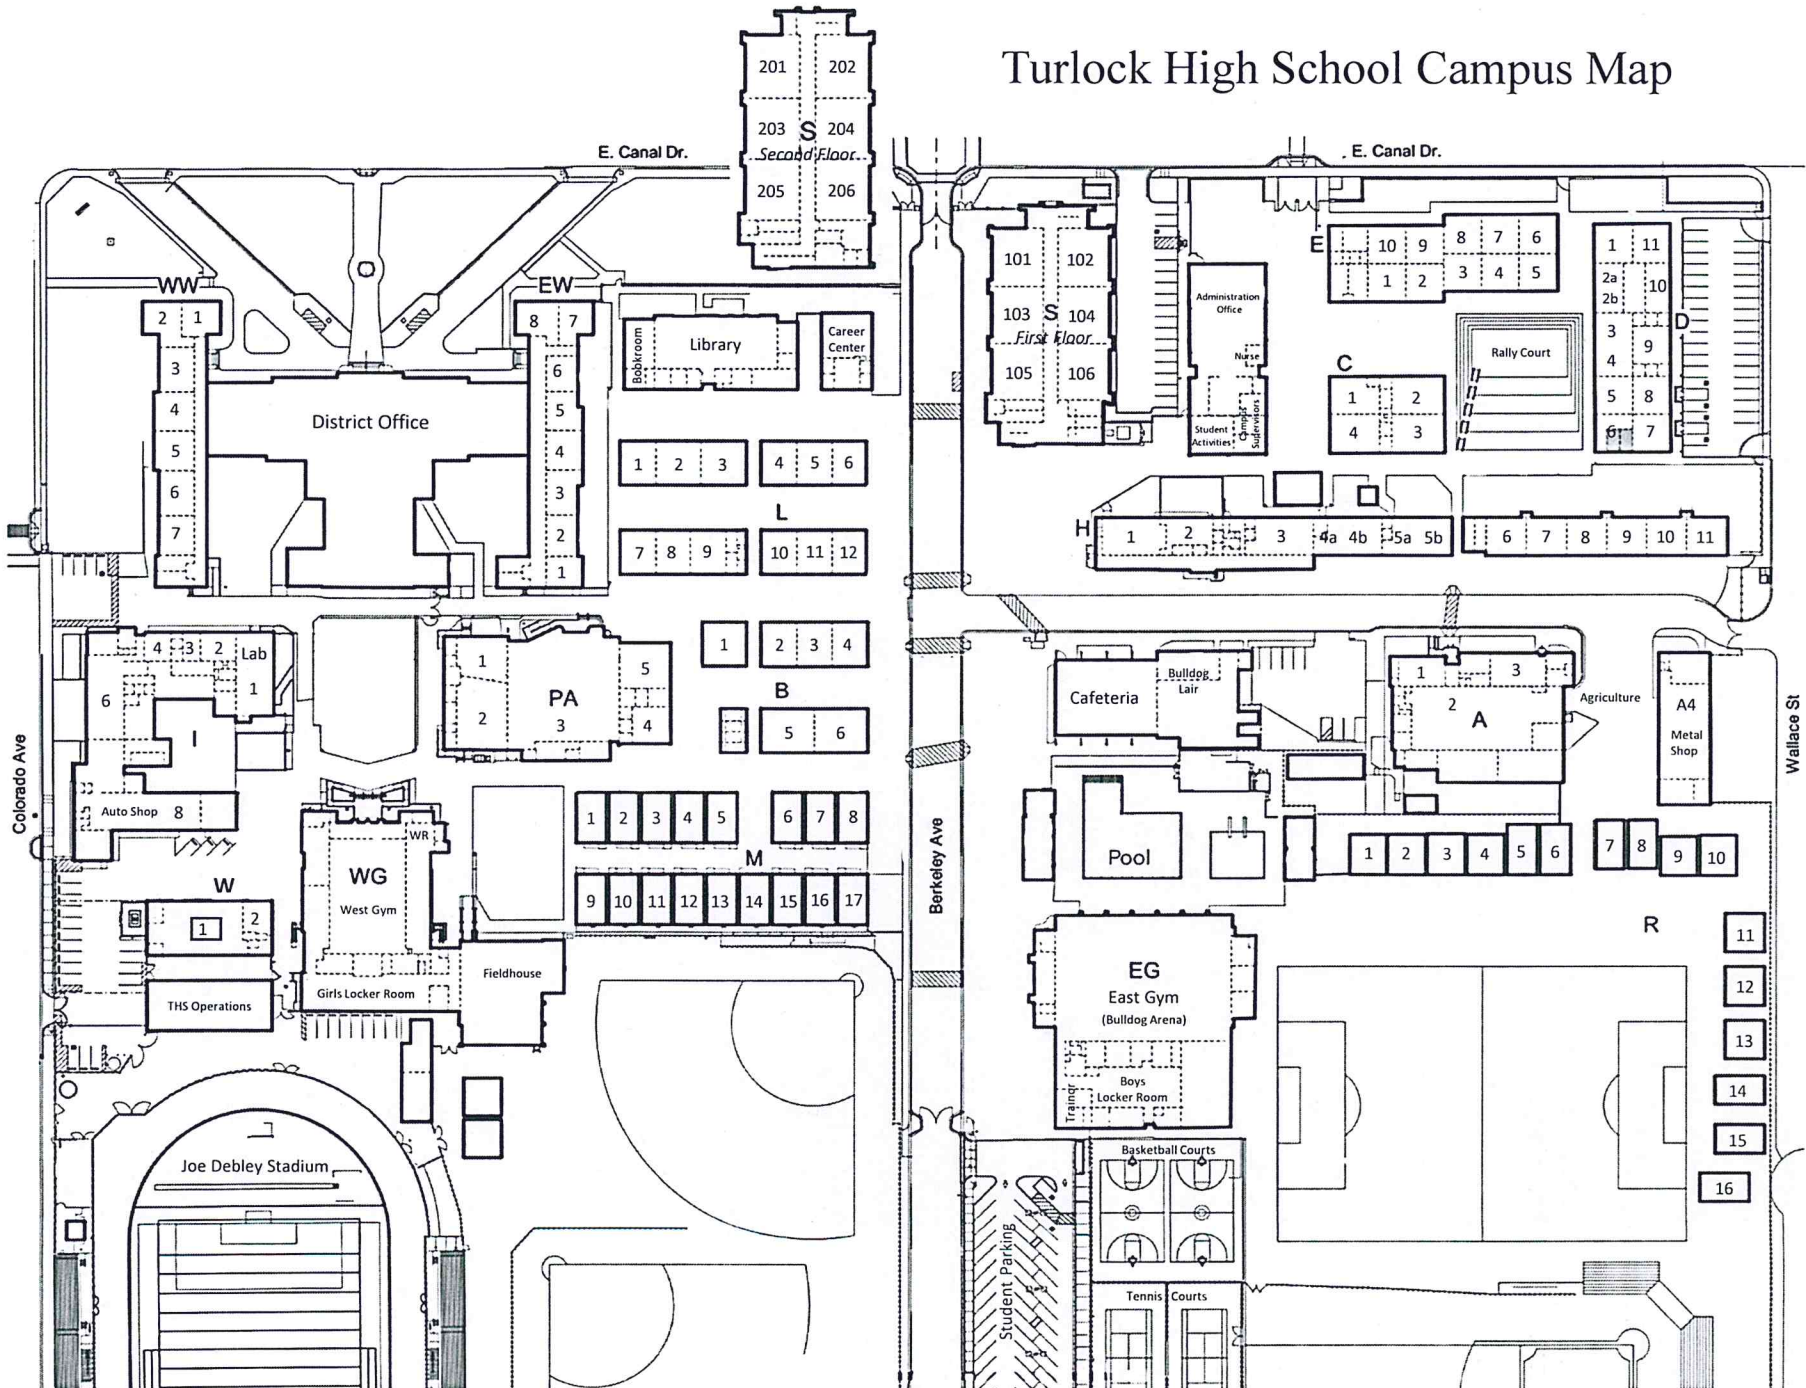 Turlock High School Campus Map
201
202
203
S
204
Second Floor
205
206
E. Canal Dr.
E. Canal Dr.
WW
2
1
3
4
5
6
7
District Office
EW
8
7
6
5
4
3
2
1
Bookroom
Library
Career
Center
1
2
3
4
5
6
L
7
8
9
10
11
12
101
102
103
S
104
First Floor
105
106
Administration
Office
Nurse
Campus
Supervisors
Student
Activities
E
10
9
8
7
6
1
2
3
4
5
C
1
2
4
3
Rally Court
1
11
2a
10
2b
3
D
9
4
5
8
6
7
H
1
2
3
4a
4b
5a
5b
6
7
8
9
10
11
4
3
2
Lab
1
6
I
Auto Shop
8
Colorado Ave
1
2
PA
3
5
4
1
2
3
4
B
5
6
WR
WG
West Gym
Girls Locker Room
Fieldhouse
W
1
2
THS Operations
1
2
3
4
5
6
7
8
M
9
10
11
12
13
14
15
16
17
Berkeley Ave
Cafeteria
Bulldog
Lair
Pool
1
3
2
A
Agriculture
A4
Metal
Shop
Wallace St
1
2
3
4
5
6
7
8
9
10
R
11
12
13
14
15
16
EG
East Gym
(Bulldog Arena)
Boys
Locker Room
Trainor
Joe Debley Stadium
Student Parking
Basketball Courts
Tennis Courts